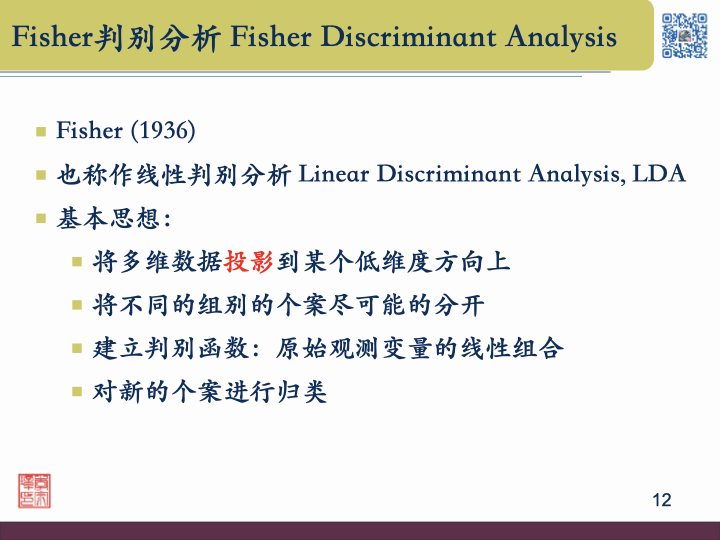 Fisher判别分析 Fisher Discriminant Analysis
Fisher (1936)
也称作线性判别分析 Linear Discriminant Analysis, LDA
基本思想：
将多维数据投影到某个低维度方向上
将不同的组别的个案尽可能的分开
建立判别函数：原始观测变量的线性组合
对新的个案进行归类
12